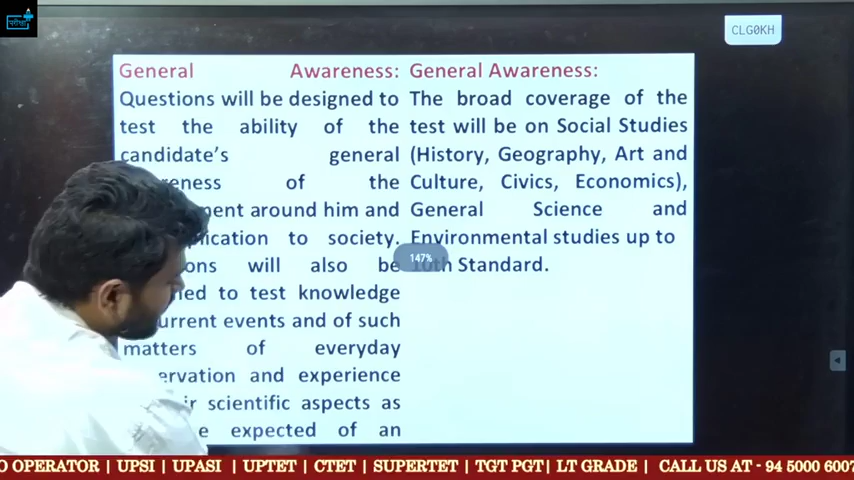 परीक्षा
CLG0KH
General Awareness:
Questions will be designed to
test the ability of the
candidate's general
of the
around him and
to society.
will also be
to test knowledge
current events and of such
matters of everyday
and experience
scientific aspects as
expected of an
General Awareness:
The broad coverage of the
test will be on Social Studies
(History, Geography, Art and
Culture, Civics, Economics),
General Science and
Environmental studies up to
10th Standard.
147%
O OPERATOR | UPSI | UPASI | UPTET | CTET | SUPERTET | TGT PGT| LT GRADE | CALL US AT - 94 5000 6007